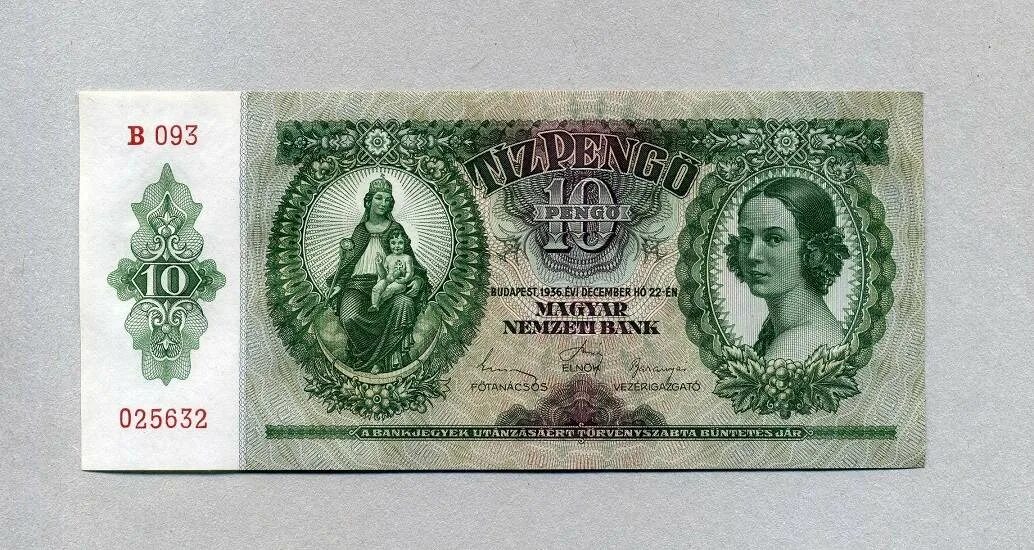 B 093
10
025632
TÍZ PENGŐ
10
PENGŐ
BUDAPEST, 1936. ÉVI DECEMBER HÓ 22-ÉN
MAGYAR
NEMZETI BANK
ELNÖK
FŐTANÁCSOS VEZÉRIGAZGATÓ
A BANKJEGYEK UTÁNZÁSÁÉRT TÖRVÉNYSZABTA BÜNTETÉS JÁR